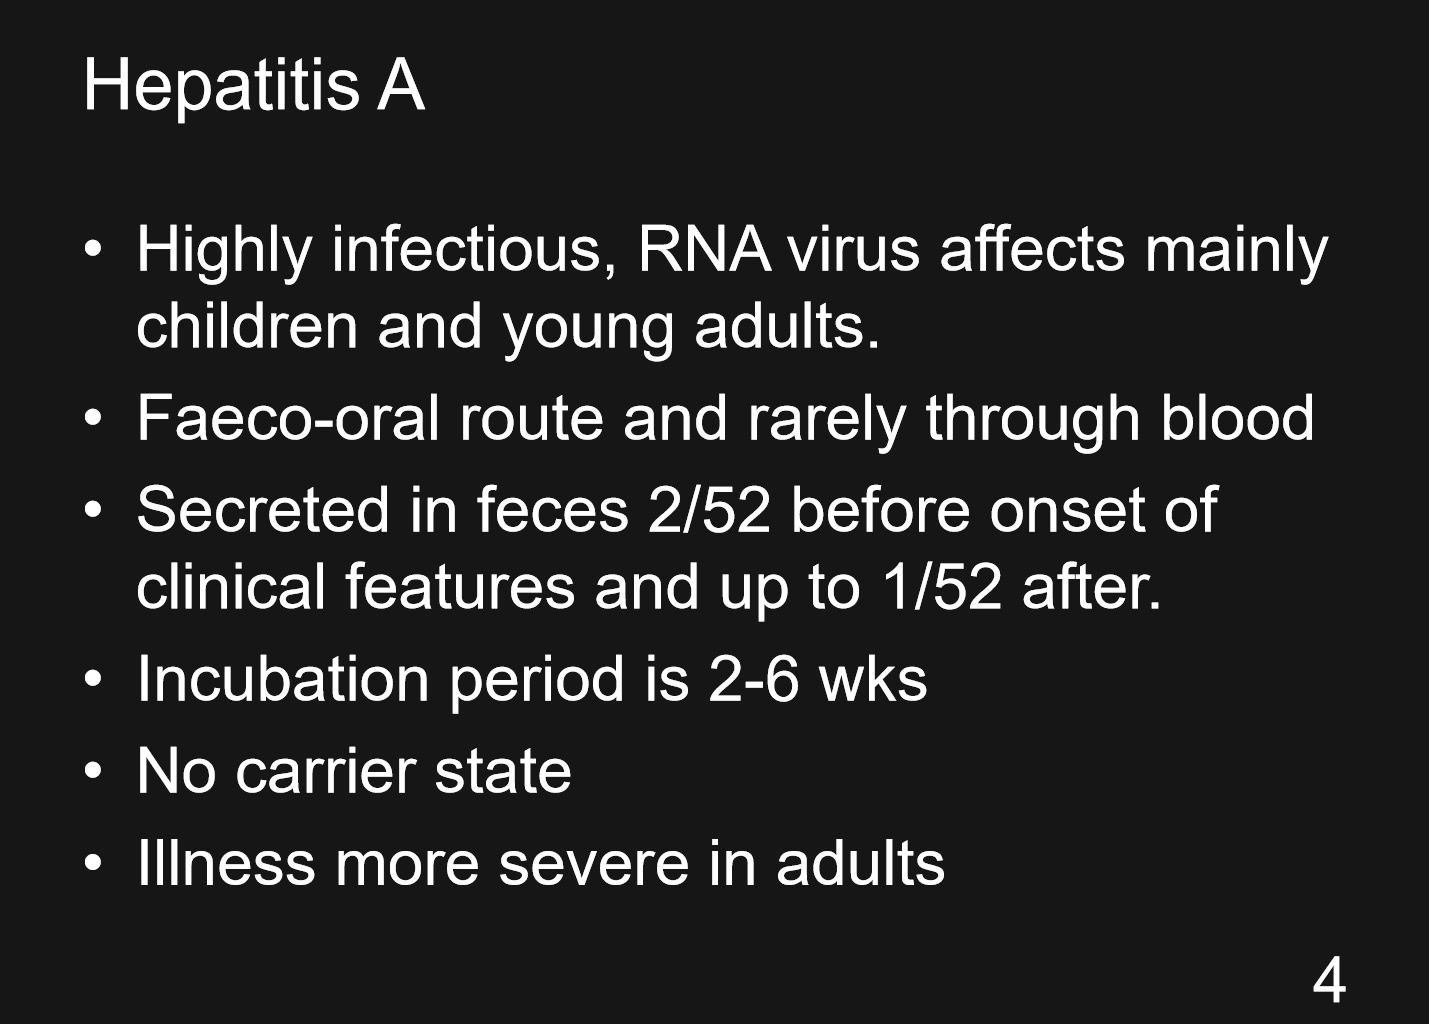 Hepatitis A
• Highly infectious, RNA virus affects mainly
children and young adults.
• Faeco-oral route and rarely through blood
• Secreted in feces 2/52 before onset of
clinical features and up to 1/52 after.
• Incubation period is 2-6 wks
• No carrier state
• Illness more severe in adults
4